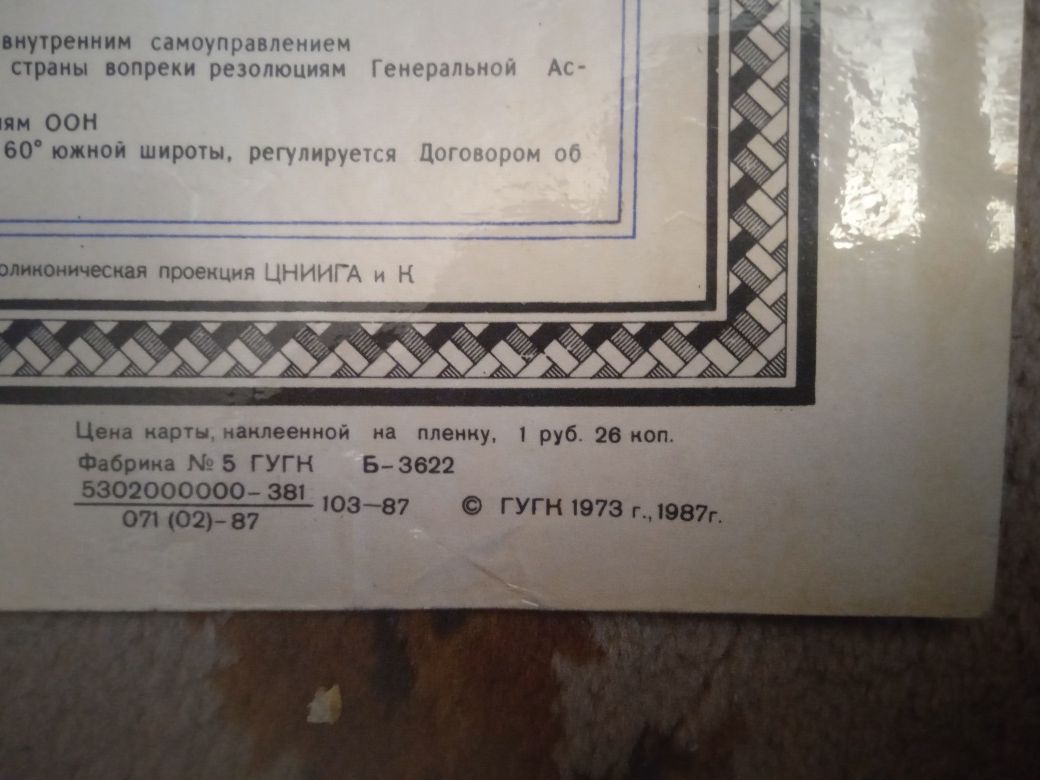 внутренним самоуправлением
страны вопреки резолюциям Генеральной Ас-
ООН
60° южной широты, регулируется Договором об
проекция ЦНИИГА и К
Цена карты, наклеенной на пленку, 1 руб. 26 коп.
Фабрика № 5 ГУГК Б-3622
5302000000-381
071 (02)-87
103-87 © ГУГК 1973 г., 1987г.